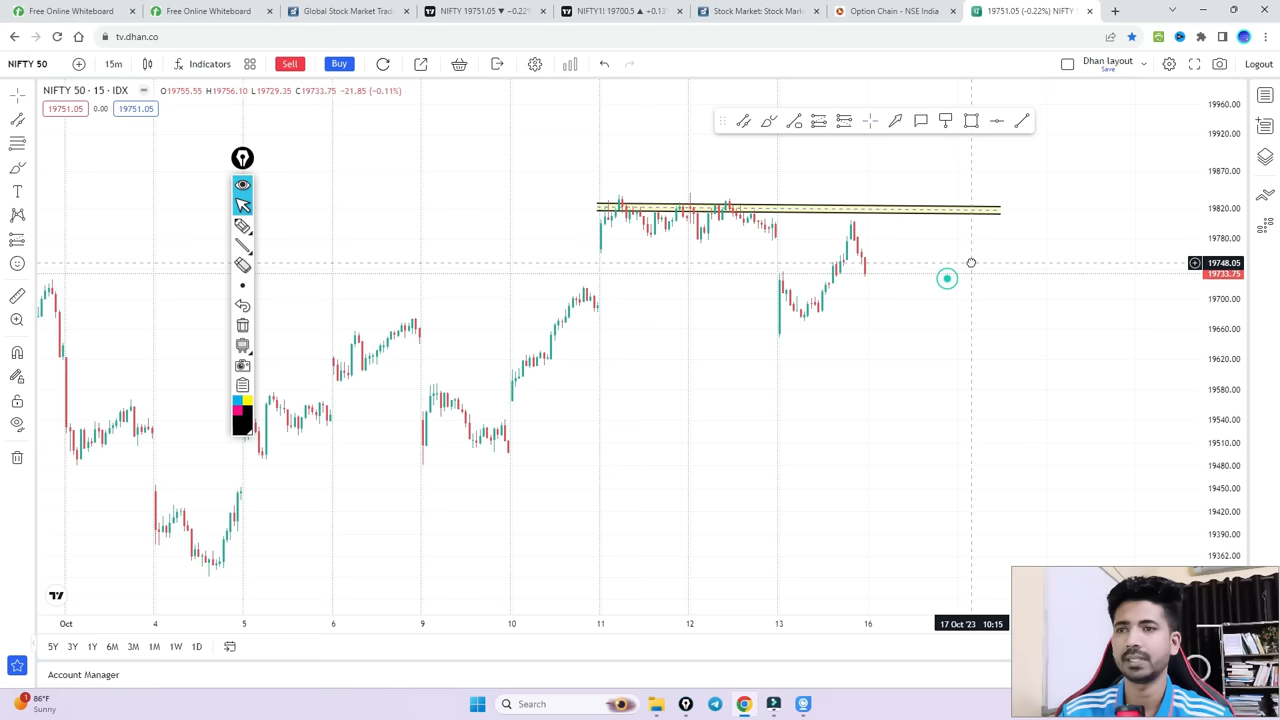 Free Online Whiteboard
Free Online Whiteboard
Global Stock Market Trad
NIFTY 19751.05 ▼ −0.22%
NIFTY1! 19700.5 ▲ +0.13%
Stock Market: Stock Mark
Option Chain - NSE India
19751.05 (-0.22%) NIFTY
tv.dhan.co
NIFTY 50
15m
Indicators
Sell
Buy
Dhan layout
Save
Logout
NIFTY 50 · 15 · IDX
O19755.55 H19756.10 L19729.35 C19733.75 −21.85 (−0.11%)
19751.05 0.00 19751.05
19960.00
19920.00
19870.00
19820.00
19780.00
19748.05
19733.75
19700.00
19660.00
19620.00
19580.00
19540.00
19510.00
19480.00
19450.00
19420.00
19390.00
19362.00
Oct 4 5 6 9 10 11 12 13 16 17 Oct '23 10:15
5Y 3Y 1Y 6M 3M 1M 1W 1D
Account Manager
1
86°F
Sunny
Search